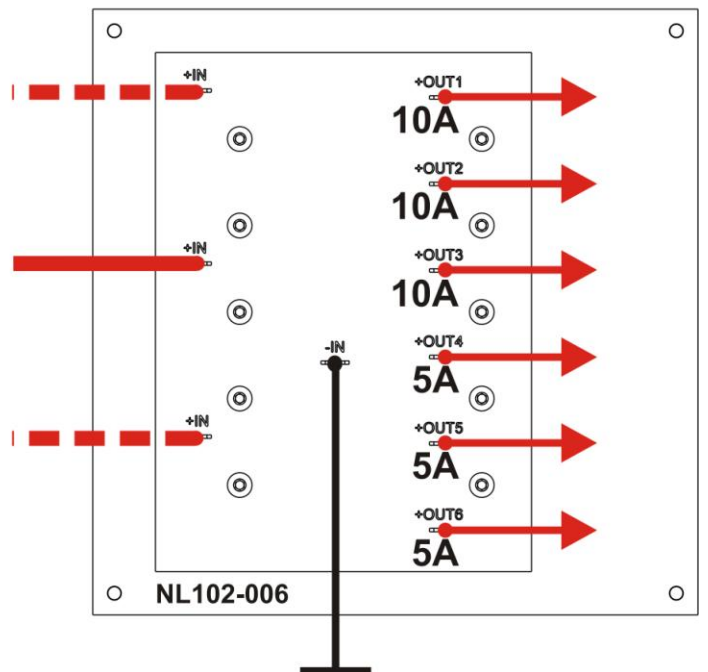 +IN
+OUT1
10A
+OUT2
10A
+IN
+OUT3
10A
-IN
+OUT4
5A
+IN
+OUT5
5A
+OUT6
5A
NL102-006